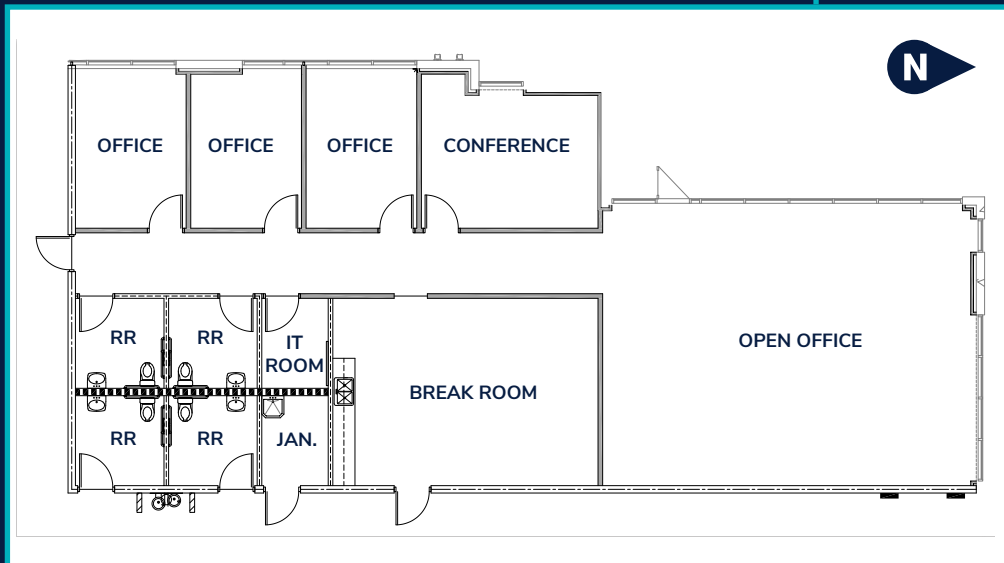 N
OFFICE
OFFICE
OFFICE
CONFERENCE
RR
RR
IT
ROOM
OPEN OFFICE
BREAK ROOM
RR
RR
JAN.